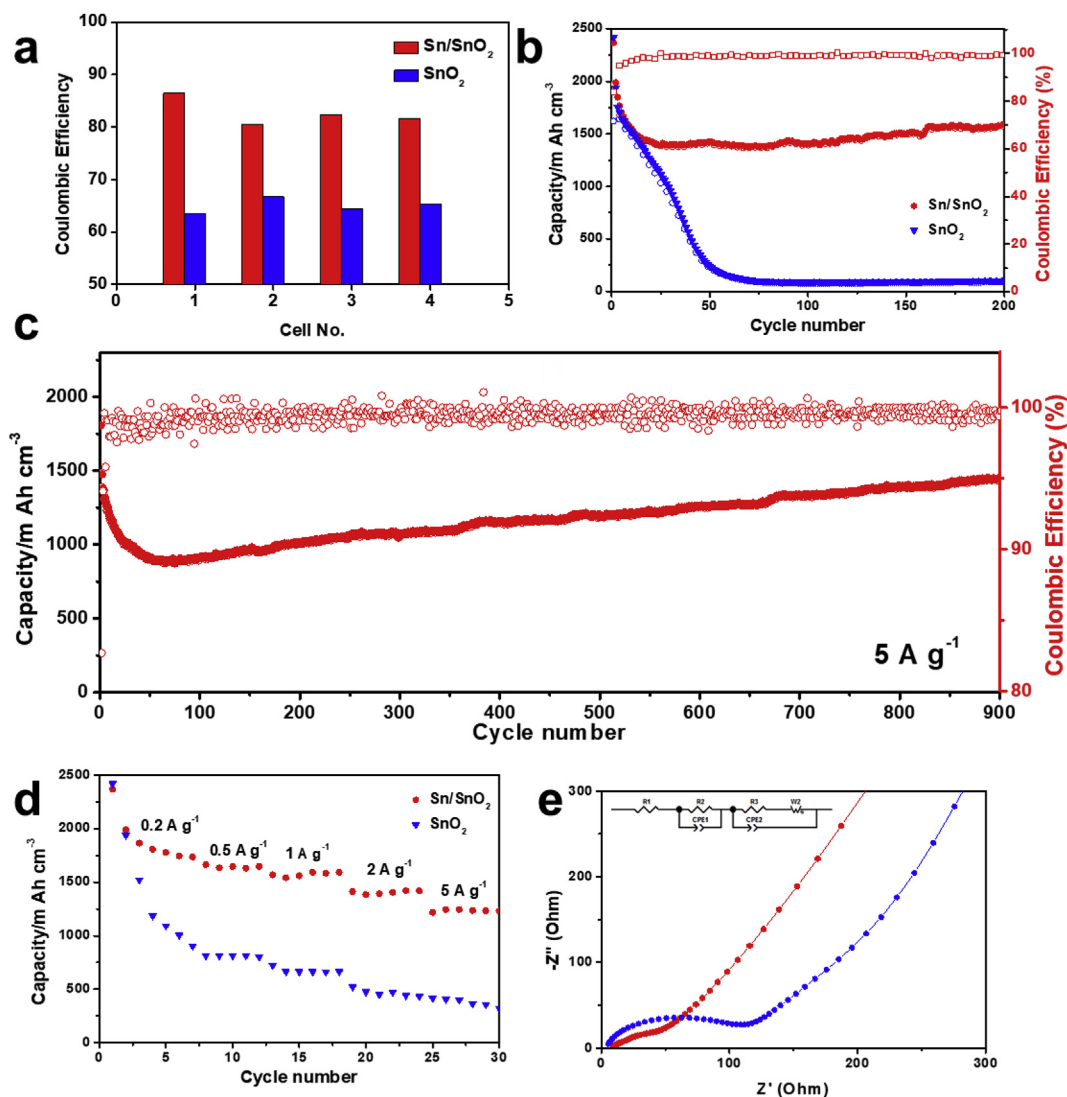 a
100
90
80
70
60
50
Coulombic Efficiency
Sn/SnO₂
SnO₂
0 1 2 3 4 5
Cell No.
b
2500
2000
1500
1000
500
0
Capacity/m Ah cm⁻³
100
80
60
40
20
0
Coulombic Efficiency (%)
Sn/SnO₂
SnO₂
0 50 100 150 200
Cycle number
c
2000
1500
1000
500
0
Capacity/m Ah cm⁻³
100
90
80
Coulombic Efficiency (%)
5 A g⁻¹
0 100 200 300 400 500 600 700 800 900
Cycle number
d
2500
2000
1500
1000
500
0
Capacity/m Ah cm⁻³
Sn/SnO₂
SnO₂
0.2 A g⁻¹
0.5 A g⁻¹
1 A g⁻¹
2 A g⁻¹
5 A g⁻¹
0 5 10 15 20 25 30
Cycle number
e
300
200
100
0
-Z'' (Ohm)
R1 R2 R3 W2
CPE1 CPE2
0 100 200 300
Z' (Ohm)